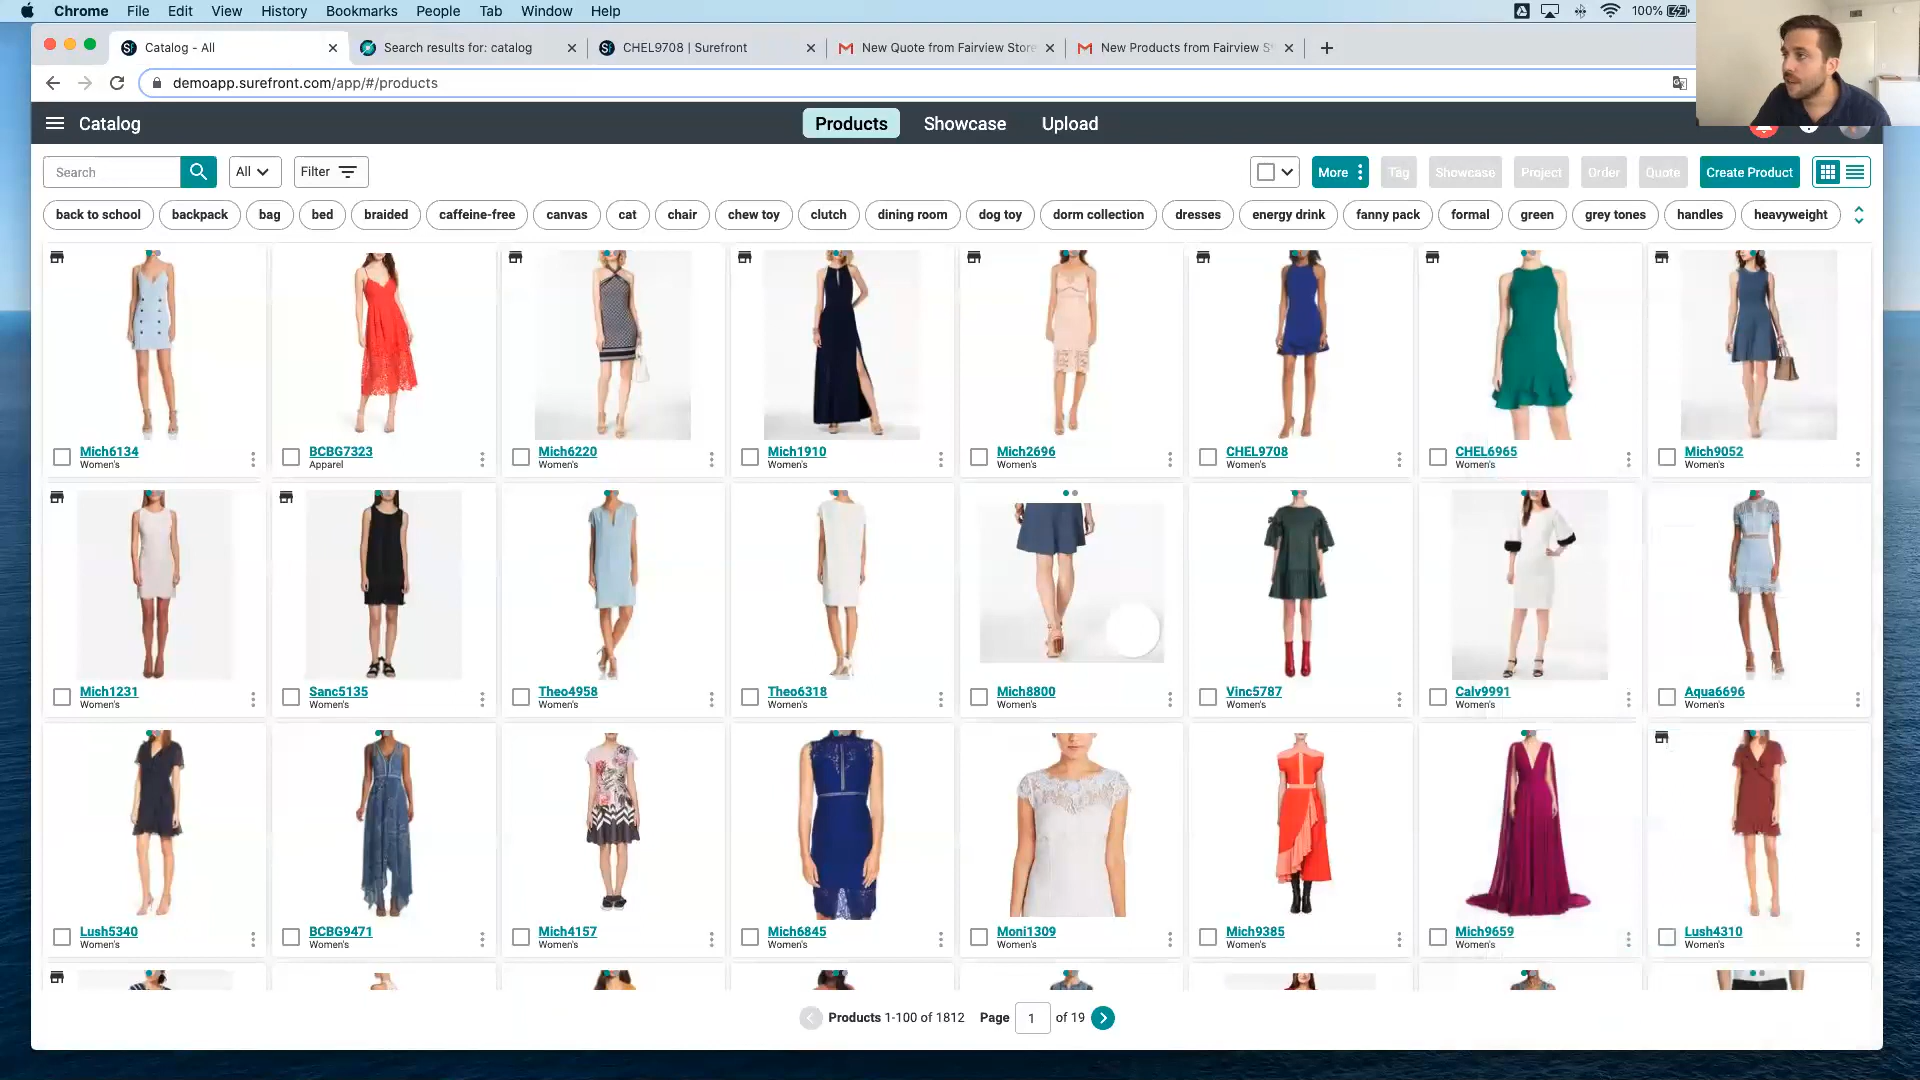 Chrome File Edit View History Bookmarks People Tab Window Help 100%
Catalog - All Search results for: catalog CHEL9708 | Surefront New Quote from Fairview Store New Products from Fairview S
demoapp.surefront.com/app/#/products
Catalog Products Showcase Upload
Search All Filter More Tag Showcase Project Order Quote Create Product
back to school backpack bag bed braided caffeine-free canvas cat chair chew toy clutch dining room dog toy dorm collection dresses energy drink fanny pack formal green grey tones handles heavyweight
Mich6134 BCBG7323 Mich6220 Mich1910 Mich2696 CHEL9708 CHEL6965 Mich9052
Women's Apparel Women's Women's Women's Women's Women's Women's
Mich1231 Sanc5135 Theo4958 Theo6318 Mich8800 Vinc5787 Calv9991 Aqua6696
Women's Women's Women's Women's Women's Women's Women's Women's
Lush5340 BCBG9471 Mich4157 Mich6845 Moni1309 Mich9385 Mich9659 Lush4310
Women's Women's Women's Women's Women's Women's Women's Women's
Products 1-100 of 1812 Page 1 of 19